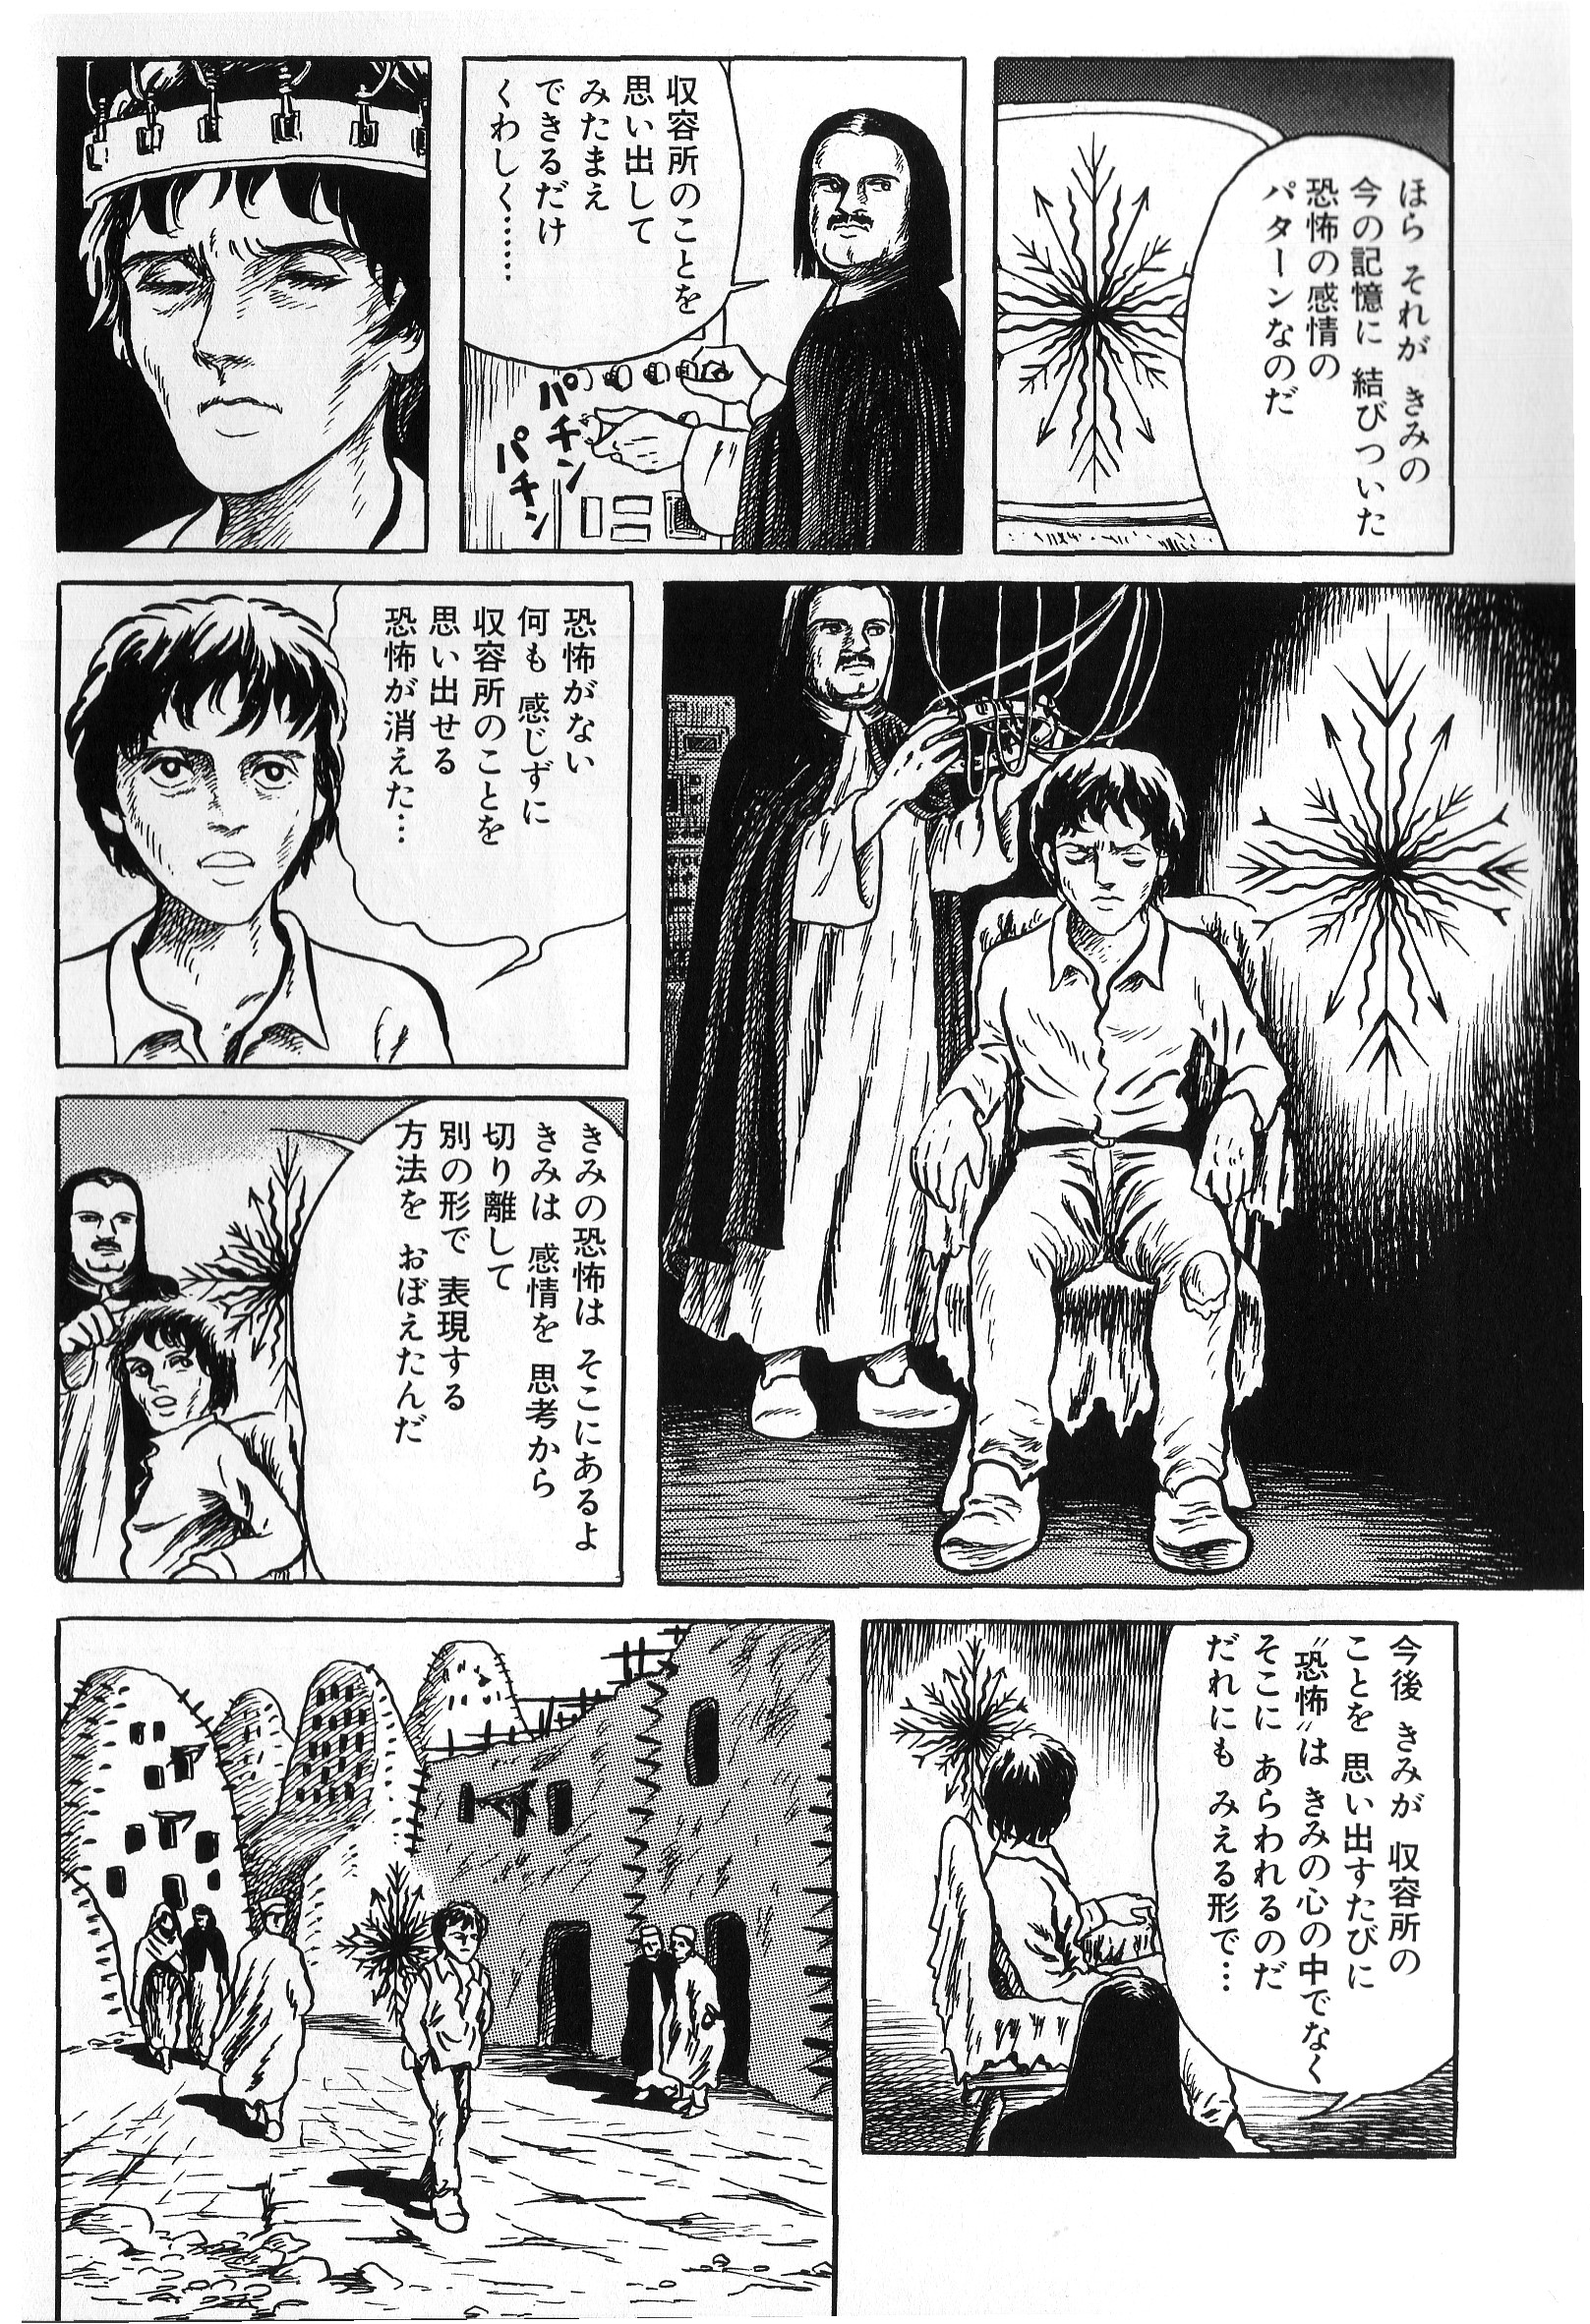 ほら それが きみの
今の記憶に 結びついた
恐怖の感情の
パターンなのだ
収容所のことを
思い出して
みたまえ
できるだけ
くわしく……
パチン
パチン
恐怖がない
何も 感じずに
収容所のことを
思い出せる
恐怖が消えた…
きみの恐怖は そこにあるよ
きみは 感情を 思考から
切り離して
別の形で 表現する
方法を おぼえたんだ
今後 きみが 収容所の
ことを 思い出すたびに
〝恐怖〟は きみの心の中でなく
そこに あらわれるのだ
だれにも みえる形で…